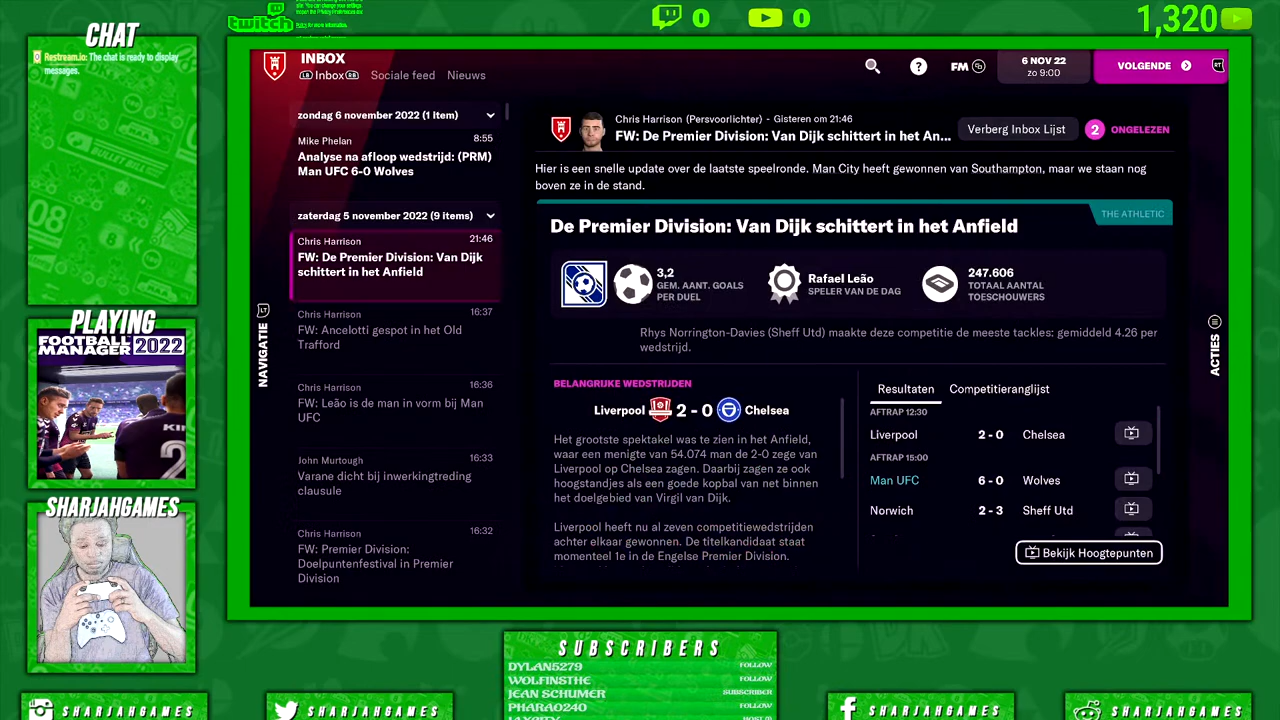 CHAT
Restream.io: The chat is ready to display
messages.
twitch
0
0
1,320
INBOX
LB Inbox RB
Sociale feed
Nieuws
FM
6 NOV 22
zo 9:00
VOLGENDE
RT
zondag 6 november 2022 (1 item)
Mike Phelan
8:55
Analyse na afloop wedstrijd: (PRM)
Man UFC 6-0 Wolves
zaterdag 5 november 2022 (9 items)
Chris Harrison
21:46
FW: De Premier Division: Van Dijk
schittert in het Anfield
Chris Harrison
16:37
FW: Ancelotti gespot in het Old
Trafford
Chris Harrison
16:36
FW: Leão is de man in vorm bij Man
UFC
John Murtough
16:33
Varane dicht bij inwerkingtreding
clausule
Chris Harrison
16:32
FW: Premier Division:
Doelpuntenfestival in Premier
Division
NAVIGATIE LT
ACTIES
Chris Harrison (Persvoorlichter) - Gisteren om 21:46
FW: De Premier Division: Van Dijk schittert in het An...
Verberg Inbox Lijst
2 ONGELEZEN
Hier is een snelle update over de laatste speelronde. Man City heeft gewonnen van Southampton, maar we staan nog
boven ze in de stand.
THE ATHLETIC
De Premier Division: Van Dijk schittert in het Anfield
3,2
GEM. AANT. GOALS
PER DUEL
Rafael Leão
SPELER VAN DE DAG
247.606
TOTAAL AANTAL
TOESCHOUWERS
Rhys Norrington-Davies (Sheff Utd) maakte deze competitie de meeste tackles: gemiddeld 4.26 per
wedstrijd.
BELANGRIJKE WEDSTRIJDEN
Liverpool 2 - 0 Chelsea
Het grootste spektakel was te zien in het Anfield,
waar een menigte van 54.074 man de 2-0 zege van
Liverpool op Chelsea zagen. Daarbij zagen ze ook
hoogstandjes als een goede kopbal van net binnen
het doelgebied van Virgil van Dijk.
Liverpool heeft nu al zeven competitiewedstrijden
achter elkaar gewonnen. De titelkandidaat staat
momenteel 1e in de Engelse Premier Division.
Resultaten
Competitieranglijst
AFTRAP 12:30
Liverpool 2 - 0 Chelsea
AFTRAP 15:00
Man UFC 6 - 0 Wolves
Norwich 2 - 3 Sheff Utd
Bekijk Hoogtepunten
PLAYING
FOOTBALL
MANAGER 2022
SHARJAHGAMES
SUBSCRIBERS
DYLAN5279 FOLLOW
WOLFINSTHE FOLLOW
JEAN SCHUMER SUBSCRIBER
PHARAO240 FOLLOW
SHARJAHGAMES
SHARJAHGAMES
SHARJAHGAMES
SHARJAHGAMES